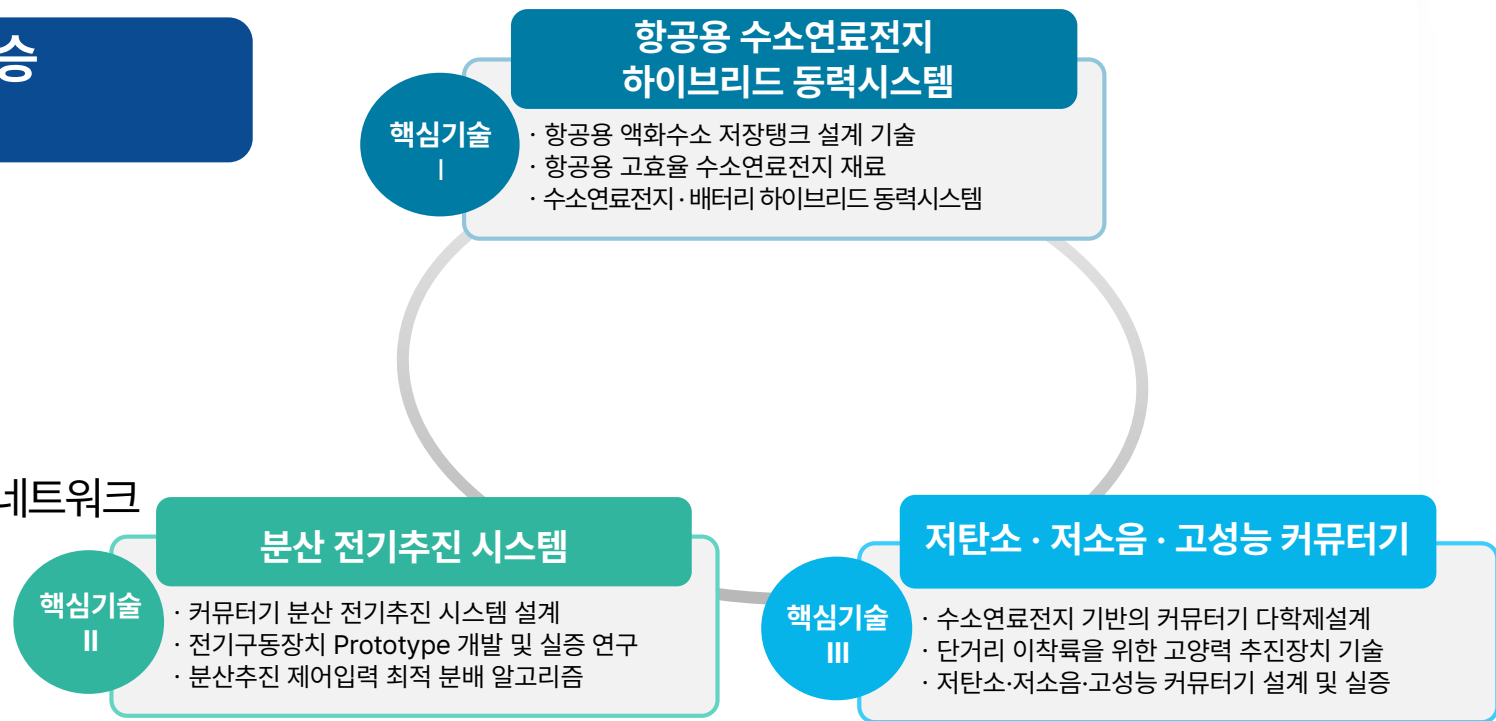 승
항공용 수소연료전지
하이브리드 동력시스템
핵심기술
I
· 항공용 액화수소 저장탱크 설계 기술
· 항공용 고효율 수소연료전지 재료
· 수소연료전지·배터리 하이브리드 동력시스템
네트워크
분산 전기추진 시스템
핵심기술
II
· 커뮤터기 분산 전기추진 시스템 설계
· 전기구동장치 Prototype 개발 및 실증 연구
· 분산추진 제어입력 최적 분배 알고리즘
저탄소 · 저소음 · 고성능 커뮤터기
핵심기술
III
· 수소연료전지 기반의 커뮤터기 다학제설계
· 단거리 이착륙을 위한 고양력 추진장치 기술
· 저탄소·저소음·고성능 커뮤터기 설계 및 실증